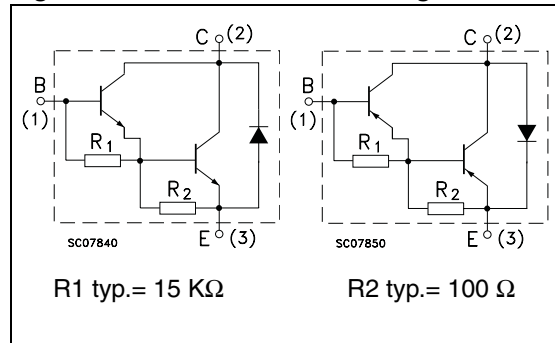 C (2)
B
(1)
R1
R2
SC07840
E (3)
C (2)
B
(1)
R1
R2
SC07850
E (3)
R1 typ.= 15 KΩ R2 typ.= 100 Ω